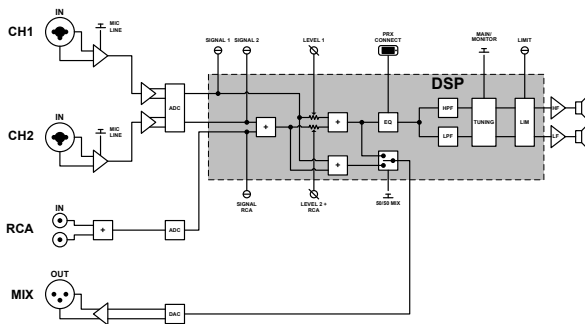 CH1
IN
MIC
LINE
SIGNAL 1
SIGNAL 2
LEVEL 1
PRX
CONNECT
MAIN/
MONITOR
LIMIT
DSP
ADC
CH2
IN
MIC
LINE
+
+
EQ
HPF
LPF
TUNING
LIM
HF
LF
+
SIGNAL
RCA
LEVEL 2 +
RCA
50/50 MIX
RCA
IN
+
ADC
MIX
OUT
DAC